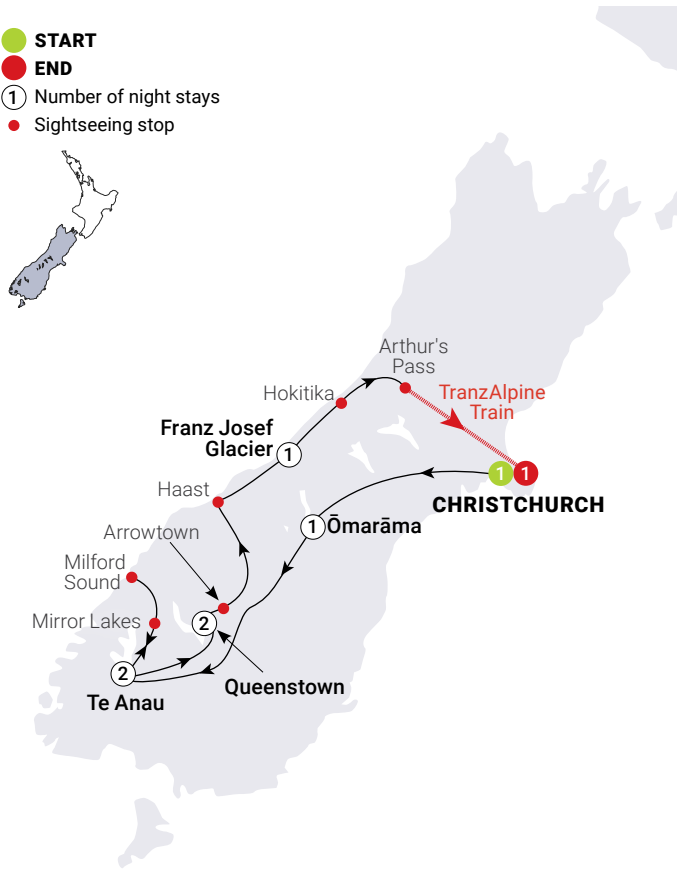 START
END
1 Number of night stays
Sightseeing stop
Arthur's
Pass
TranzAlpine
Train
Hokitika
Franz Josef
Glacier
1
Haast
1 1
CHRISTCHURCH
1 Ōmarāma
Arrowtown
Milford
Sound
Mirror Lakes
2
2
Queenstown
Te Anau